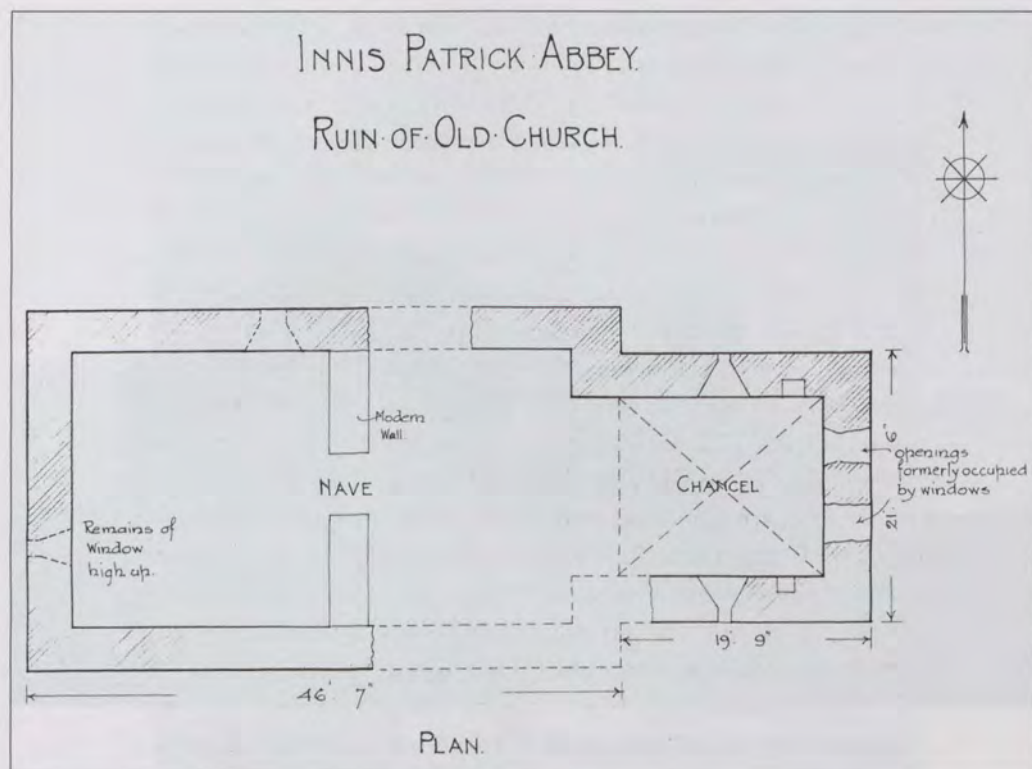 INNIS PATRICK ABBEY.
RUIN·OF·OLD·CHURCH.
Modern
Wall.
NAVE
CHANCEL
openings
formerly occupied
by windows
Remains of
Window
high up.
21' 6"
19' 9"
46' 7"
PLAN.